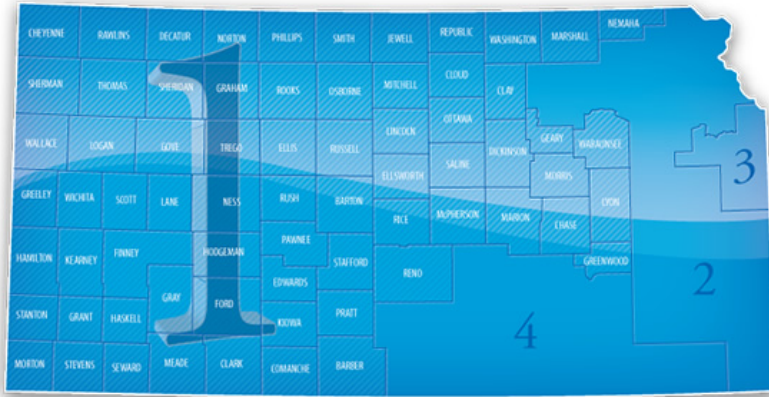 CHEYENNE RAWLINS DECATUR NORTON PHILLIPS SMITH JEWELL REPUBLIC WASHINGTON MARSHALL NEMAHA
SHERMAN THOMAS SHERIDAN GRAHAM ROOKS OSBORNE MITCHELL CLOUD CLAY
LINCOLN OTTAWA
WALLACE LOGAN GOVE TREGO ELLIS RUSSELL DICKINSON GEARY WABAUNSEE
ELLSWORTH SALINE MORRIS 3
1
GREELEY WICHITA SCOTT LANE NESS RUSH BARTON RICE McPHERSON MARION CHASE LYON
HAMILTON KEARNEY FINNEY HODGEMAN PAWNEE STAFFORD RENO GREENWOOD
EDWARDS 2
STANTON GRANT HASKELL GRAY FORD KIOWA PRATT 4
MORTON STEVENS SEWARD MEADE CLARK COMANCHE BARBER